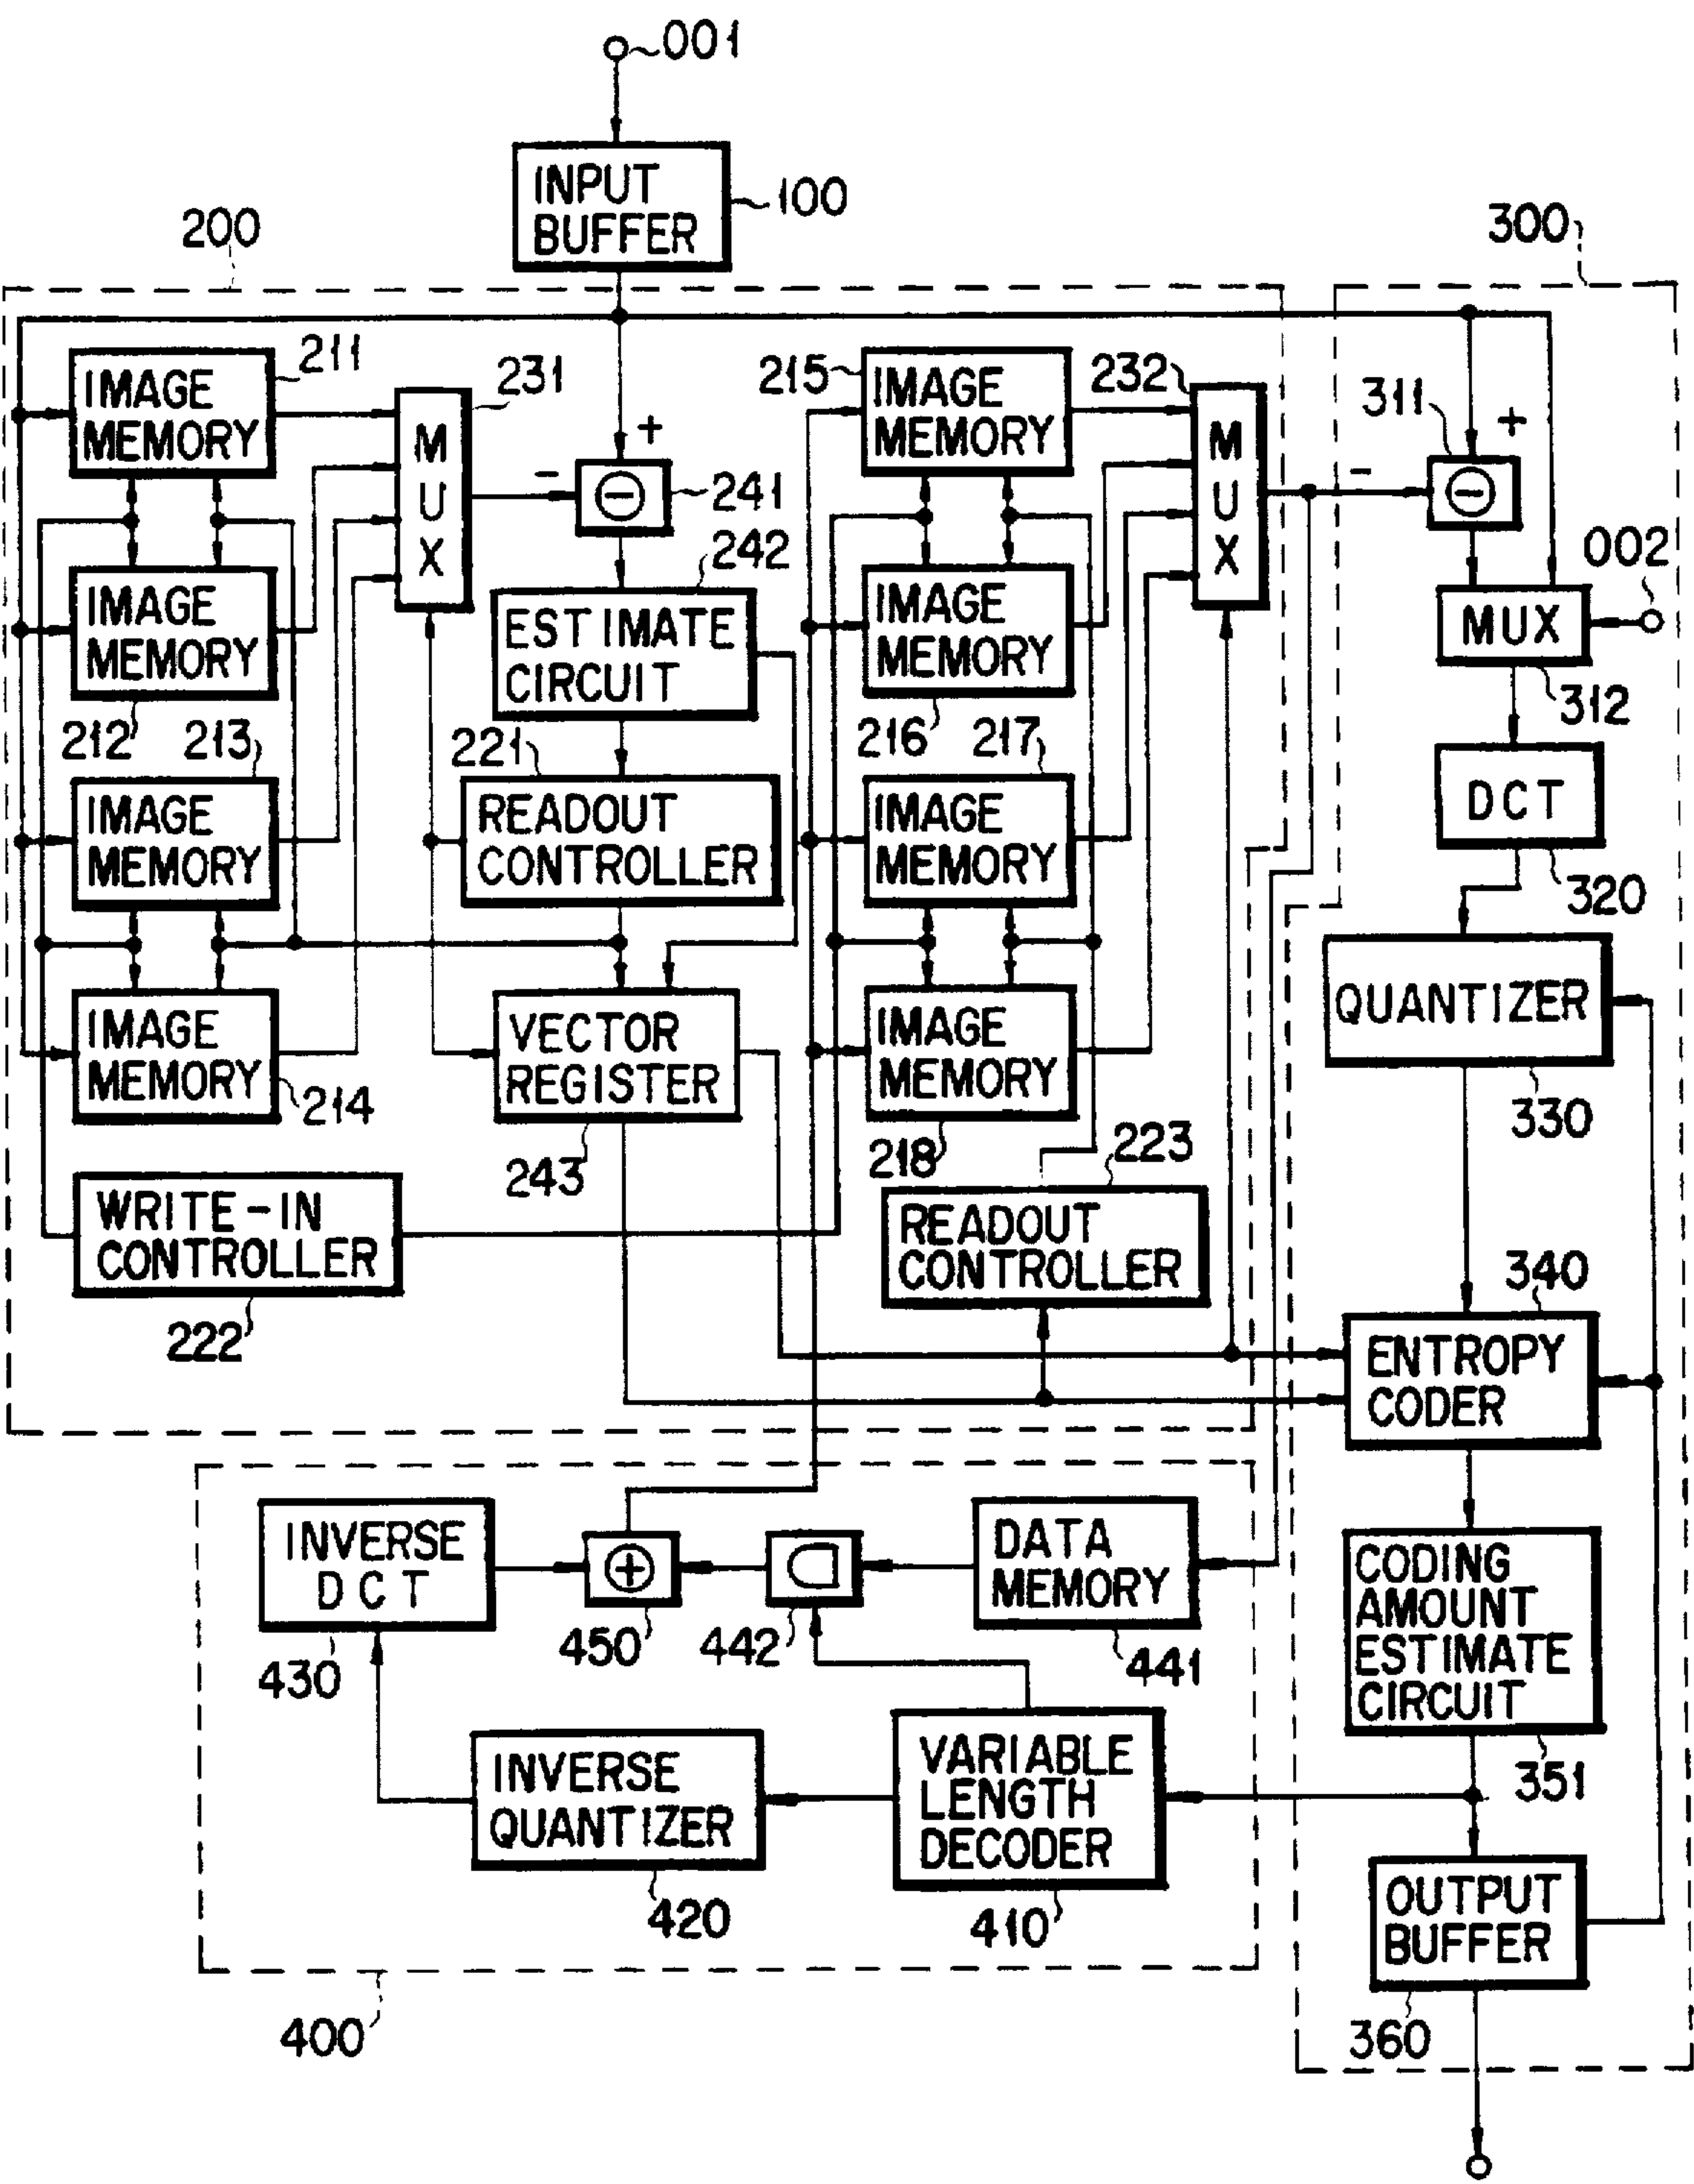 001
INPUT
BUFFER
100
200
300
IMAGE
MEMORY
211
231
M
U
X
+
-
241
242
215
IMAGE
MEMORY
232
M
U
X
311
+
-
002
IMAGE
MEMORY
212
213
ESTIMATE
CIRCUIT
IMAGE
MEMORY
216
217
MUX
312
221
READOUT
CONTROLLER
IMAGE
MEMORY
IMAGE
MEMORY
DCT
320
QUANTIZER
330
IMAGE
MEMORY
214
VECTOR
REGISTER
243
IMAGE
MEMORY
218
223
WRITE-IN
CONTROLLER
222
READOUT
CONTROLLER
340
ENTROPY
CODER
INVERSE
DCT
430
+
450
442
DATA
MEMORY
441
CODING
AMOUNT
ESTIMATE
CIRCUIT
351
INVERSE
QUANTIZER
420
VARIABLE
LENGTH
DECODER
410
OUTPUT
BUFFER
360
400